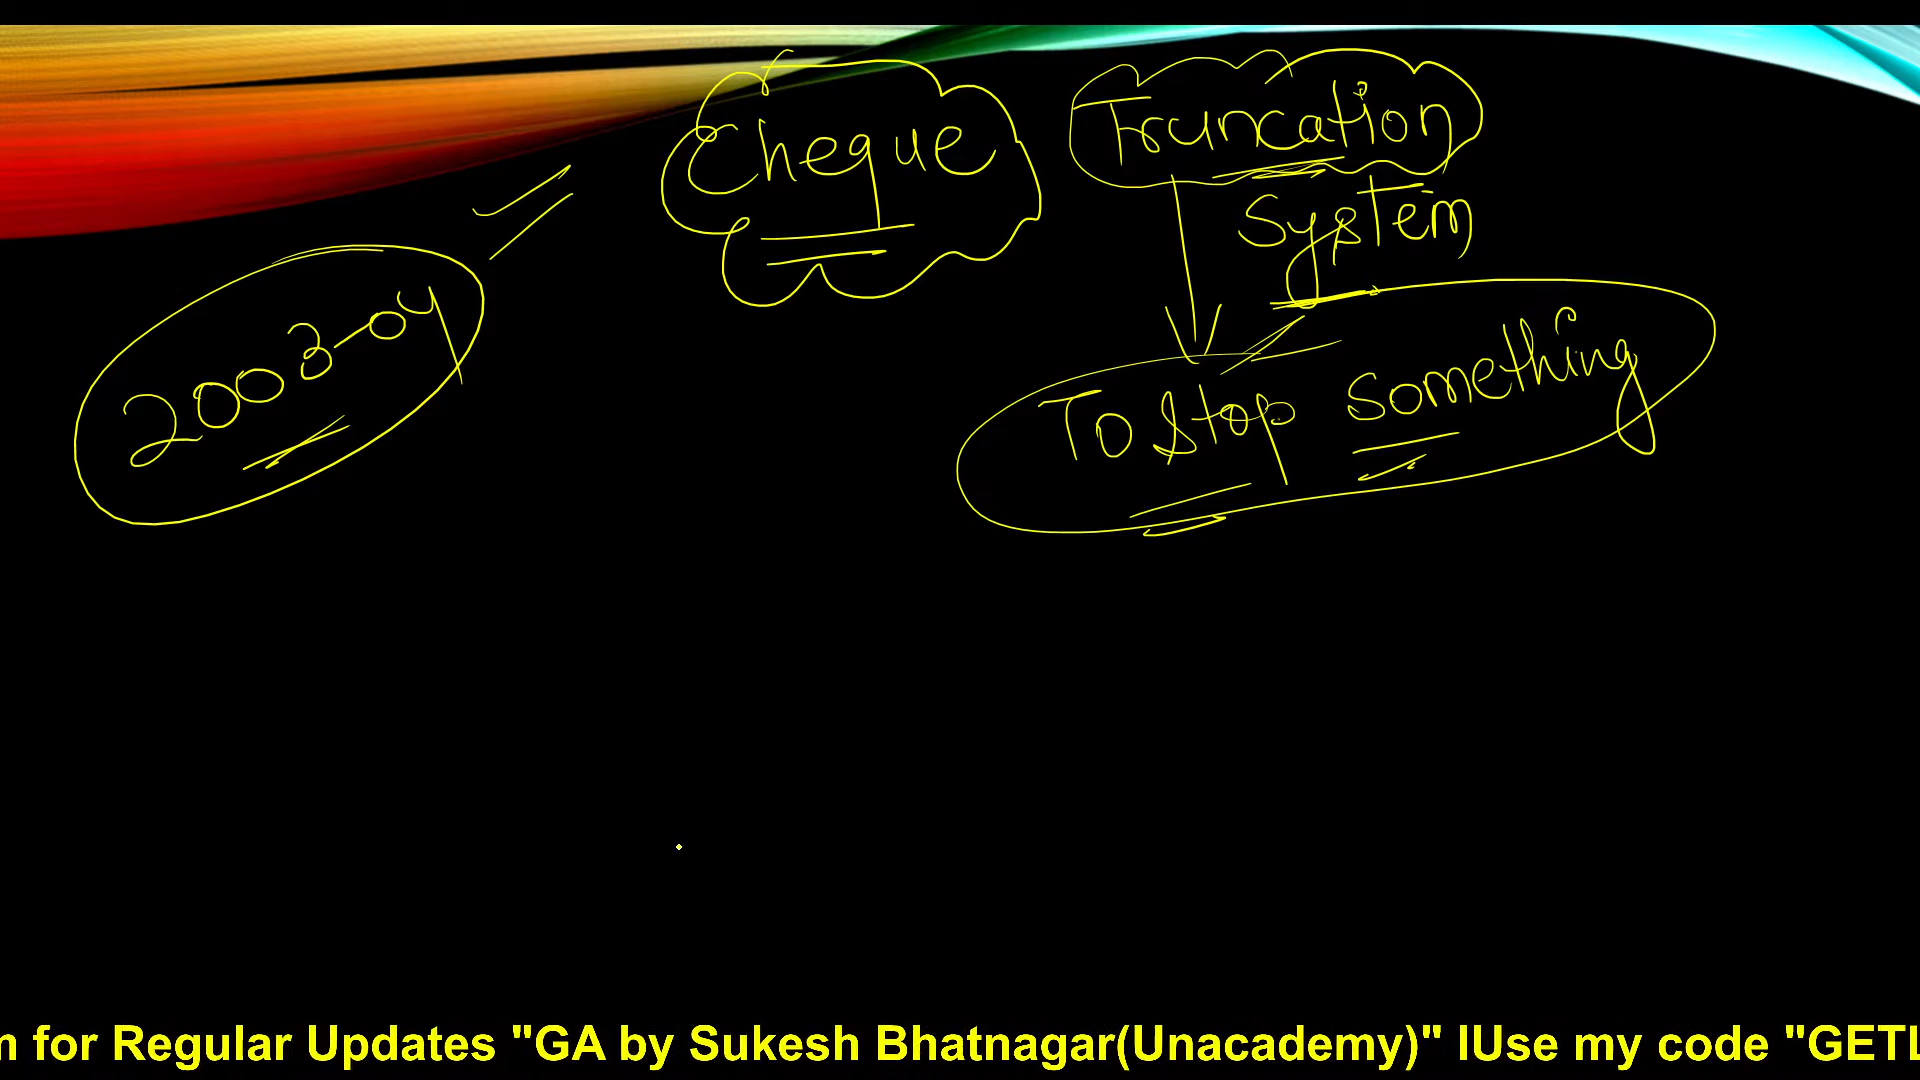 Cheque Truncation
System
2003-04
To Stop Something
m for Regular Updates "GA by Sukesh Bhatnagar(Unacademy)" IUse my code "GETL